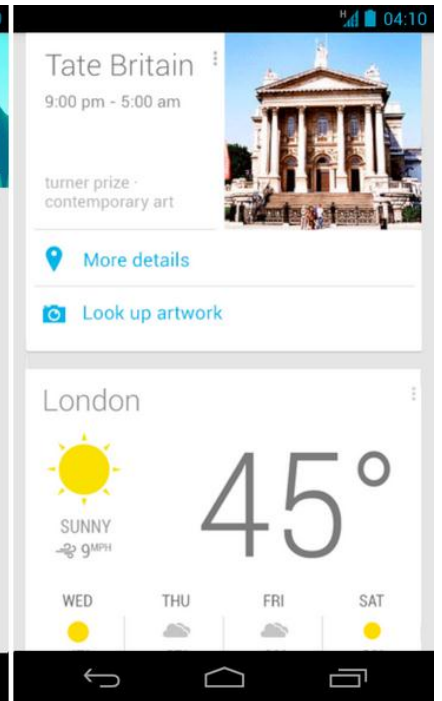 H 04:10
Tate Britain
9:00 pm - 5:00 am
turner prize ·
contemporary art
More details
Look up artwork
London
45°
SUNNY
9MPH
WED THU FRI SAT